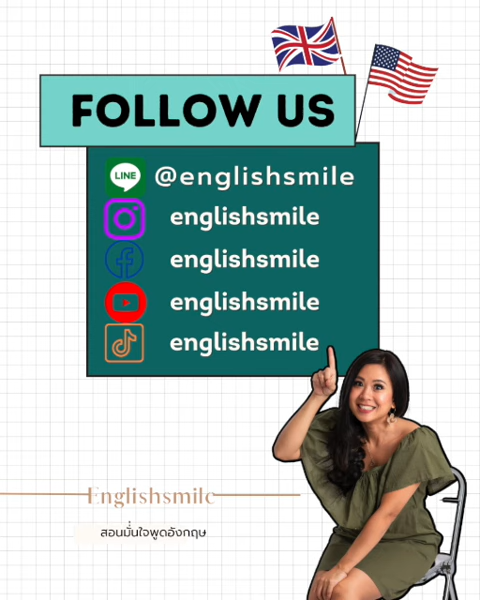 FOLLOW US
LINE @englishsmile
englishsmile
englishsmile
englishsmile
englishsmile
Englishsmile
สอนมั่นใจพูดอังกฤษ